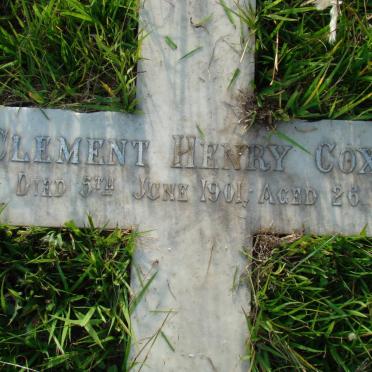 CLEMENT HENRY COX
DIED 5TH JUNE 1901, AGED 26.